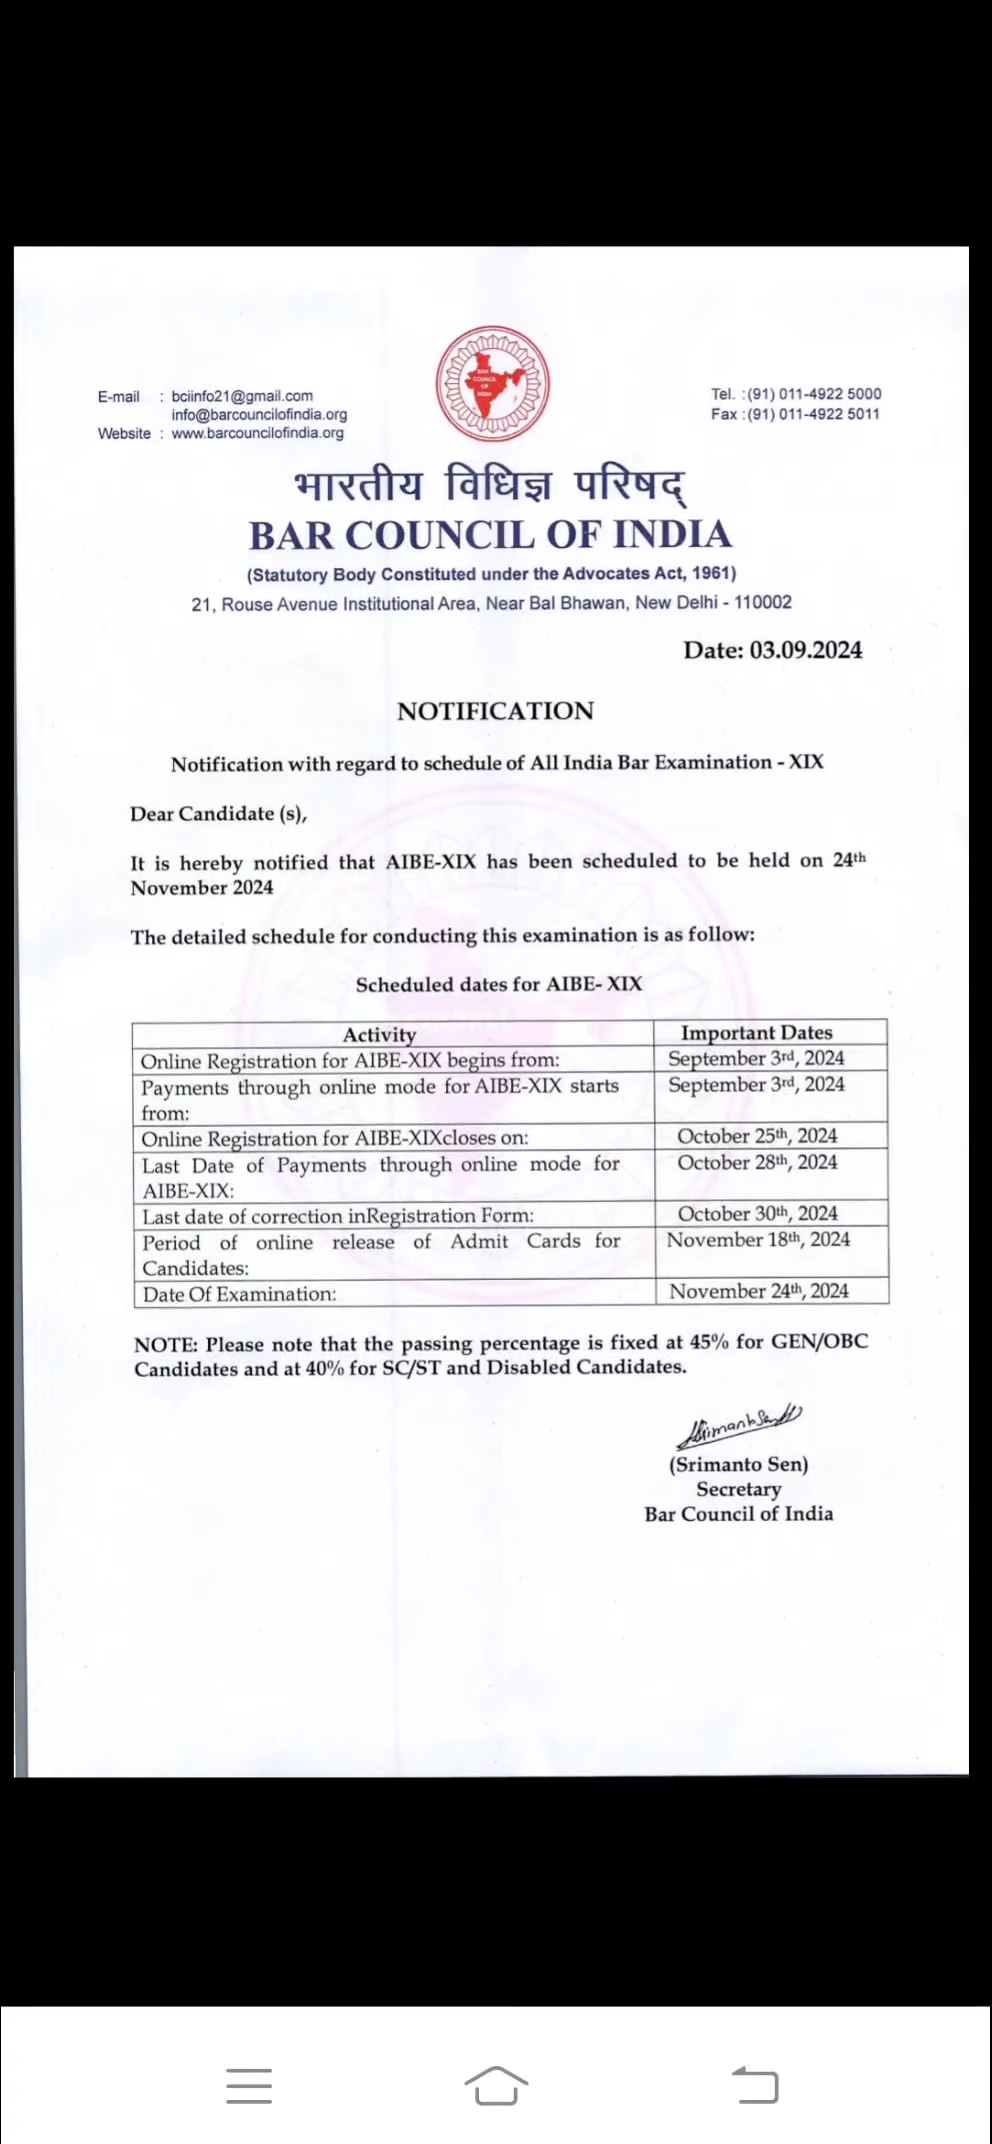 E-mail : bciinfo21@gmail.com
info@barcouncilofindia.org
Website : www.barcouncilofindia.org
BAR
COUNCIL
OF
INDIA
Tel. :(91) 011-4922 5000
Fax :(91) 011-4922 5011
भारतीय विधिज्ञ परिषद्
BAR COUNCIL OF INDIA
(Statutory Body Constituted under the Advocates Act, 1961)
21, Rouse Avenue Institutional Area, Near Bal Bhawan, New Delhi - 110002
Date: 03.09.2024
NOTIFICATION
Notification with regard to schedule of All India Bar Examination - XIX
Dear Candidate (s),
It is hereby notified that AIBE-XIX has been scheduled to be held on 24th
November 2024
The detailed schedule for conducting this examination is as follow:
Scheduled dates for AIBE- XIX
Activity Important Dates
Online Registration for AIBE-XIX begins from: September 3rd, 2024
Payments through online mode for AIBE-XIX starts September 3rd, 2024
from:
Online Registration for AIBE-XIXcloses on: October 25th, 2024
Last Date of Payments through online mode for October 28th, 2024
AIBE-XIX:
Last date of correction inRegistration Form: October 30th, 2024
Period of online release of Admit Cards for November 18th, 2024
Candidates:
Date Of Examination: November 24th, 2024
NOTE: Please note that the passing percentage is fixed at 45% for GEN/OBC
Candidates and at 40% for SC/ST and Disabled Candidates.
(Srimanto Sen)
Secretary
Bar Council of India